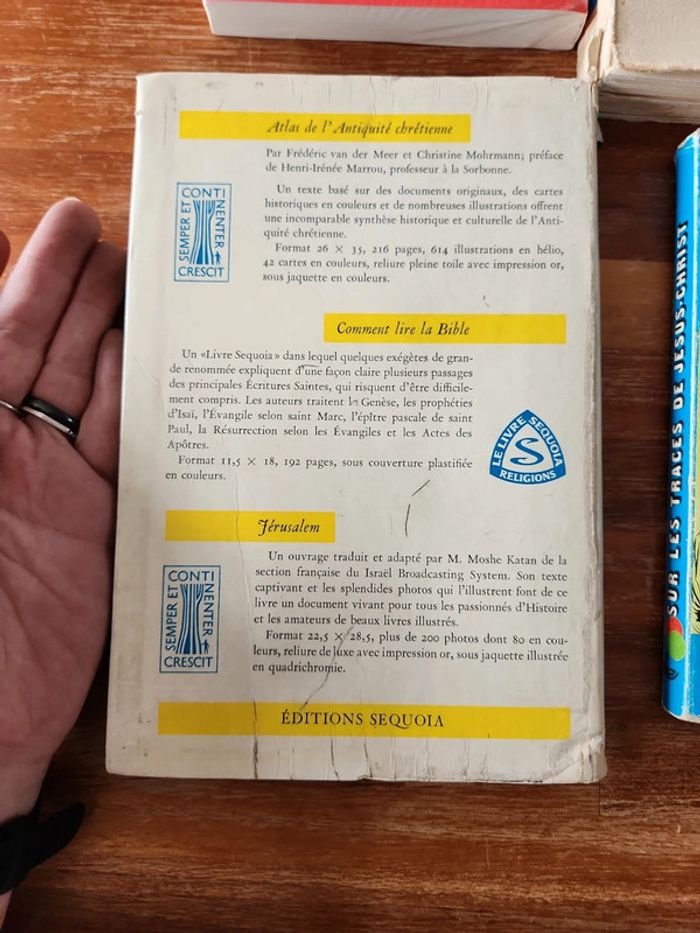 Atlas de l'Antiquité chrétienne
Par Frédéric van der Meer et Christine Mohrmann; préface
de Henri-Irénée Marrou, professeur à la Sorbonne.
SEMPER ET CONTINENTER CRESCIT
Un texte basé sur des documents originaux, des cartes
historiques en couleurs et de nombreuses illustrations offrent
une incomparable synthèse historique et culturelle de l'Anti-
quité chrétienne.
Format 26 × 35, 216 pages, 614 illustrations en hélio,
42 cartes en couleurs, reliure pleine toile avec impression or,
sous jaquette en couleurs.
Comment lire la Bible
Un «Livre Sequoia» dans lequel quelques exégètes de gran-
de renommée expliquent d'une façon claire plusieurs passages
des principales Écritures Saintes, qui risquent d'être difficile-
ment compris. Les auteurs traitent la Genèse, les prophéties
d'Isaï, l'Évangile selon saint Marc, l'épître pascale de saint
Paul, la Résurrection selon les Évangiles et les Actes des
Apôtres.
Format 11,5 × 18, 192 pages, sous couverture plastifiée
en couleurs.
LE LIVRE SEQUOIA
S
RELIGIONS
Jérusalem
Un ouvrage traduit et adapté par M. Moshe Katan de la
section française du Israël Broadcasting System. Son texte
captivant et les splendides photos qui l'illustrent font de ce
livre un document vivant pour tous les passionnés d'Histoire
et les amateurs de beaux livres illustrés.
Format 22,5 × 28,5, plus de 200 photos dont 80 en cou-
leurs, reliure de luxe avec impression or, sous jaquette illustrée
en quadrichromie.
SEMPER ET CONTINENTER CRESCIT
ÉDITIONS SEQUOIA
SUR LES TRACES DE JÉSUS-CHRIST